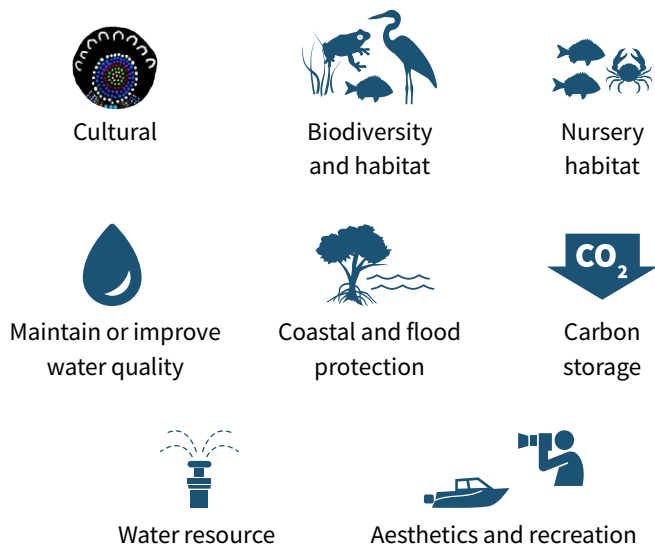 Cultural
Biodiversity
and habitat
Nursery
habitat
CO₂
Maintain or improve
water quality
Coastal and flood
protection
Carbon
storage
Water resource
Aesthetics and recreation